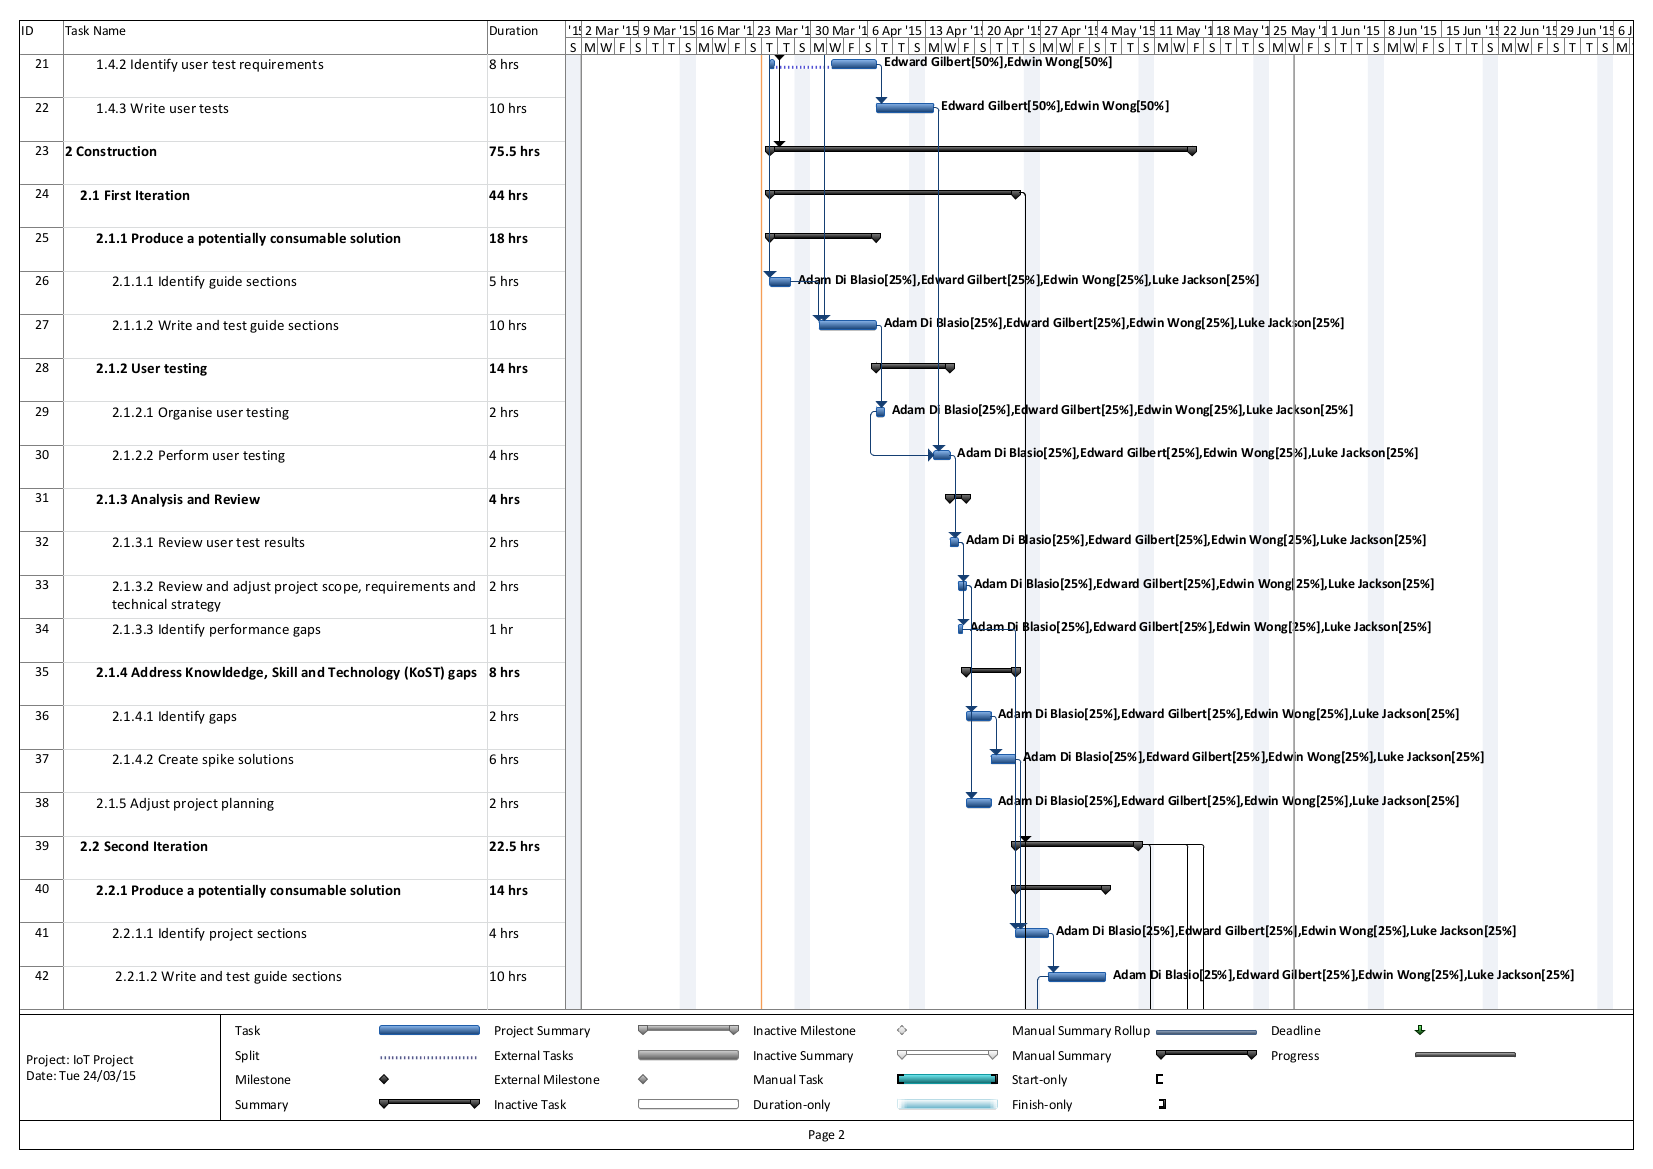 ID Task Name Duration '15 2 Mar '15 9 Mar '15 16 Mar '1 23 Mar '1 30 Mar '15 6 Apr '15 13 Apr '15 20 Apr '15 27 Apr '15 4 May '15 11 May '1 18 May '1 25 May '1 1 Jun '15 8 Jun '15 15 Jun '15 22 Jun '15 29 Jun '15 6 J
S M W F S T T S M W F S T T S M W F S T T S M W F S T T S M W F S T T S M W F S T T S M W F S T T S M W F S T T S M W F S T T S M
21 1.4.2 Identify user test requirements 8 hrs Edward Gilbert[50%],Edwin Wong[50%]
22 1.4.3 Write user tests 10 hrs Edward Gilbert[50%],Edwin Wong[50%]
23 2 Construction 75.5 hrs
24 2.1 First Iteration 44 hrs
25 2.1.1 Produce a potentially consumable solution 18 hrs
26 2.1.1.1 Identify guide sections 5 hrs Adam Di Blasio[25%],Edward Gilbert[25%],Edwin Wong[25%],Luke Jackson[25%]
27 2.1.1.2 Write and test guide sections 10 hrs Adam Di Blasio[25%],Edward Gilbert[25%],Edwin Wong[25%],Luke Jackson[25%]
28 2.1.2 User testing 14 hrs
29 2.1.2.1 Organise user testing 2 hrs Adam Di Blasio[25%],Edward Gilbert[25%],Edwin Wong[25%],Luke Jackson[25%]
30 2.1.2.2 Perform user testing 4 hrs Adam Di Blasio[25%],Edward Gilbert[25%],Edwin Wong[25%],Luke Jackson[25%]
31 2.1.3 Analysis and Review 4 hrs
32 2.1.3.1 Review user test results 2 hrs Adam Di Blasio[25%],Edward Gilbert[25%],Edwin Wong[25%],Luke Jackson[25%]
33 2.1.3.2 Review and adjust project scope, requirements and 2 hrs Adam Di Blasio[25%],Edward Gilbert[25%],Edwin Wong[25%],Luke Jackson[25%]
technical strategy
34 2.1.3.3 Identify performance gaps 1 hr Adam Di Blasio[25%],Edward Gilbert[25%],Edwin Wong[25%],Luke Jackson[25%]
35 2.1.4 Address Knowldedge, Skill and Technology (KoST) gaps 8 hrs
36 2.1.4.1 Identify gaps 2 hrs Adam Di Blasio[25%],Edward Gilbert[25%],Edwin Wong[25%],Luke Jackson[25%]
37 2.1.4.2 Create spike solutions 6 hrs Adam Di Blasio[25%],Edward Gilbert[25%],Edwin Wong[25%],Luke Jackson[25%]
38 2.1.5 Adjust project planning 2 hrs Adam Di Blasio[25%],Edward Gilbert[25%],Edwin Wong[25%],Luke Jackson[25%]
39 2.2 Second Iteration 22.5 hrs
40 2.2.1 Produce a potentially consumable solution 14 hrs
41 2.2.1.1 Identify project sections 4 hrs Adam Di Blasio[25%],Edward Gilbert[25%],Edwin Wong[25%],Luke Jackson[25%]
42 2.2.1.2 Write and test guide sections 10 hrs Adam Di Blasio[25%],Edward Gilbert[25%],Edwin Wong[25%],Luke Jackson[25%]
Project: IoT Project
Date: Tue 24/03/15
Task Project Summary Inactive Milestone Manual Summary Rollup Deadline
Split External Tasks Inactive Summary Manual Summary Progress
Milestone External Milestone Manual Task Start-only
Summary Inactive Task Duration-only Finish-only
Page 2